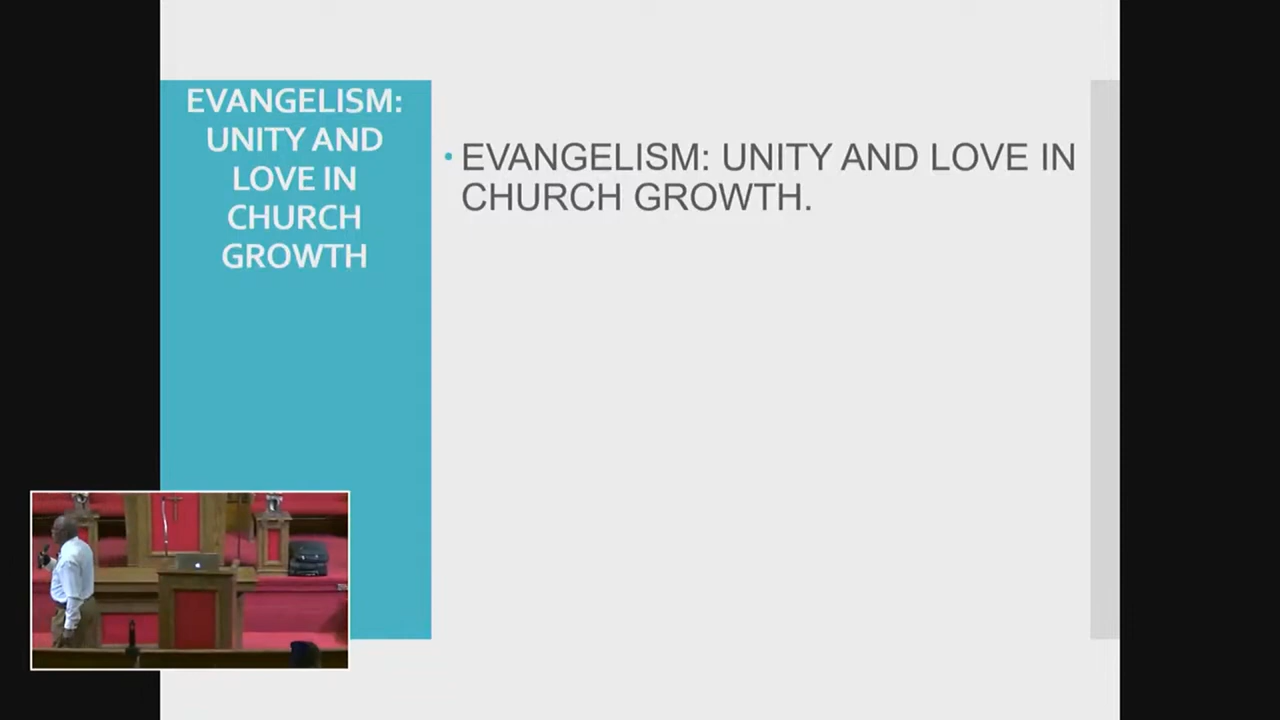 EVANGELISM:
UNITY AND
LOVE IN
CHURCH
GROWTH
• EVANGELISM: UNITY AND LOVE IN
CHURCH GROWTH.